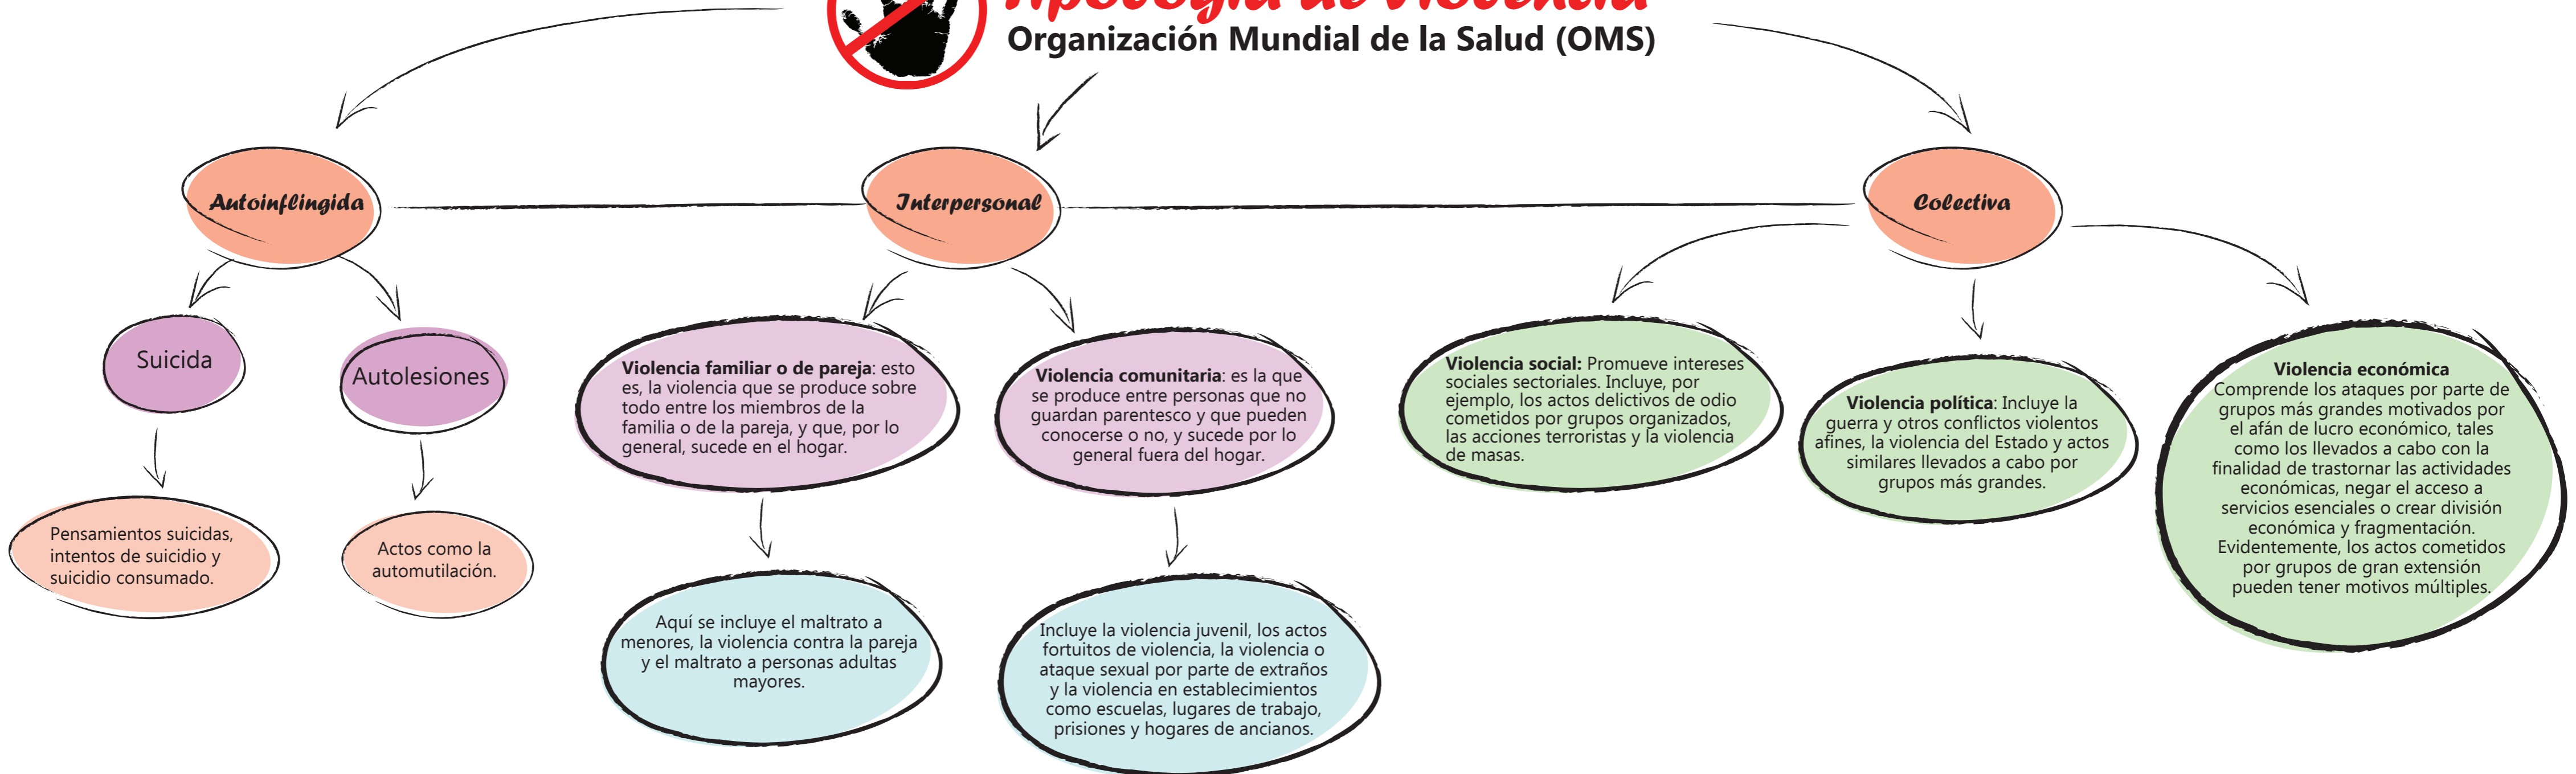 de Violencia
Organización Mundial de la Salud (OMS)
Autoinflingida
Interpersonal
Colectiva
Suicida
Autolesiones
Pensamientos suicidas,
intentos de suicidio y
suicidio consumado.
Actos como la
automutilación.
Violencia familiar o de pareja: esto
es, la violencia que se produce sobre
todo entre los miembros de la
familia o de la pareja, y que, por lo
general, sucede en el hogar.
Violencia comunitaria: es la que
se produce entre personas que no
guardan parentesco y que pueden
conocerse o no, y sucede por lo
general fuera del hogar.
Aquí se incluye el maltrato a
menores, la violencia contra la pareja
y el maltrato a personas adultas
mayores.
Incluye la violencia juvenil, los actos
fortuitos de violencia, la violencia o
ataque sexual por parte de extraños
y la violencia en establecimientos
como escuelas, lugares de trabajo,
prisiones y hogares de ancianos.
Violencia social: Promueve intereses
sociales sectoriales. Incluye, por
ejemplo, los actos delictivos de odio
cometidos por grupos organizados,
las acciones terroristas y la violencia
de masas.
Violencia política: Incluye la
guerra y otros conflictos violentos
afines, la violencia del Estado y actos
similares llevados a cabo por
grupos más grandes.
Violencia económica
Comprende los ataques por parte de
grupos más grandes motivados por
el afán de lucro económico, tales
como los llevados a cabo con la
finalidad de trastornar las actividades
económicas, negar el acceso a
servicios esenciales o crear división
económica y fragmentación.
Evidentemente, los actos cometidos
por grupos de gran extensión
pueden tener motivos múltiples.